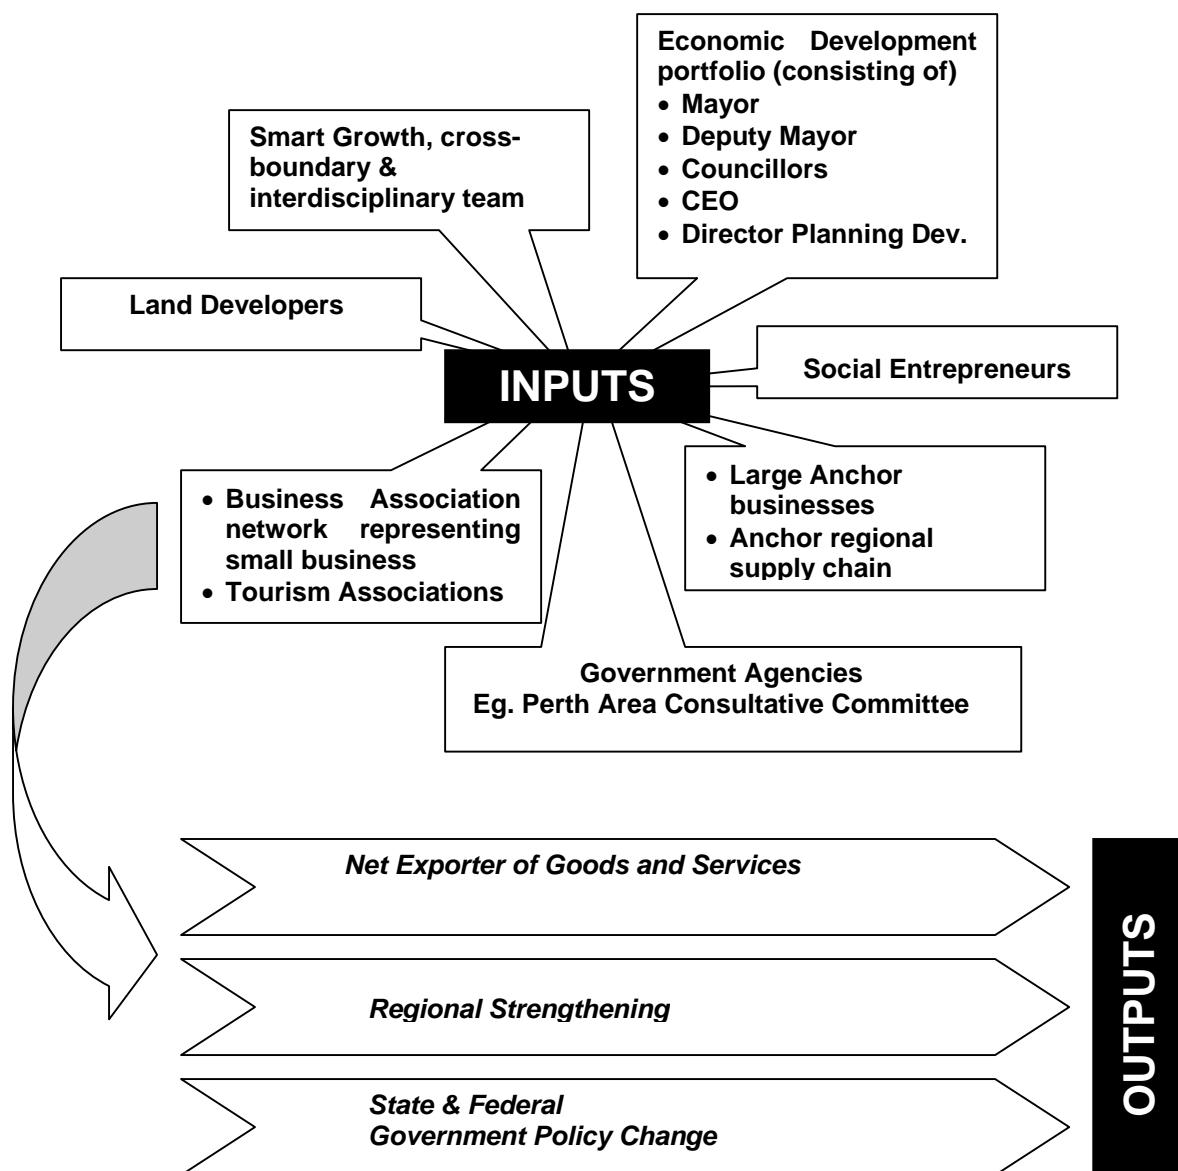 Economic Development
portfolio (consisting of)
• Mayor
• Deputy Mayor
• Councillors
• CEO
• Director Planning Dev.
Smart Growth, cross-
boundary &
interdisciplinary team
Land Developers
INPUTS
Social Entrepreneurs
• Business Association
network representing
small business
• Tourism Associations
• Large Anchor
businesses
• Anchor regional
supply chain
Government Agencies
Eg. Perth Area Consultative Committee
Net Exporter of Goods and Services
Regional Strengthening
State & Federal
Government Policy Change
OUTPUTS